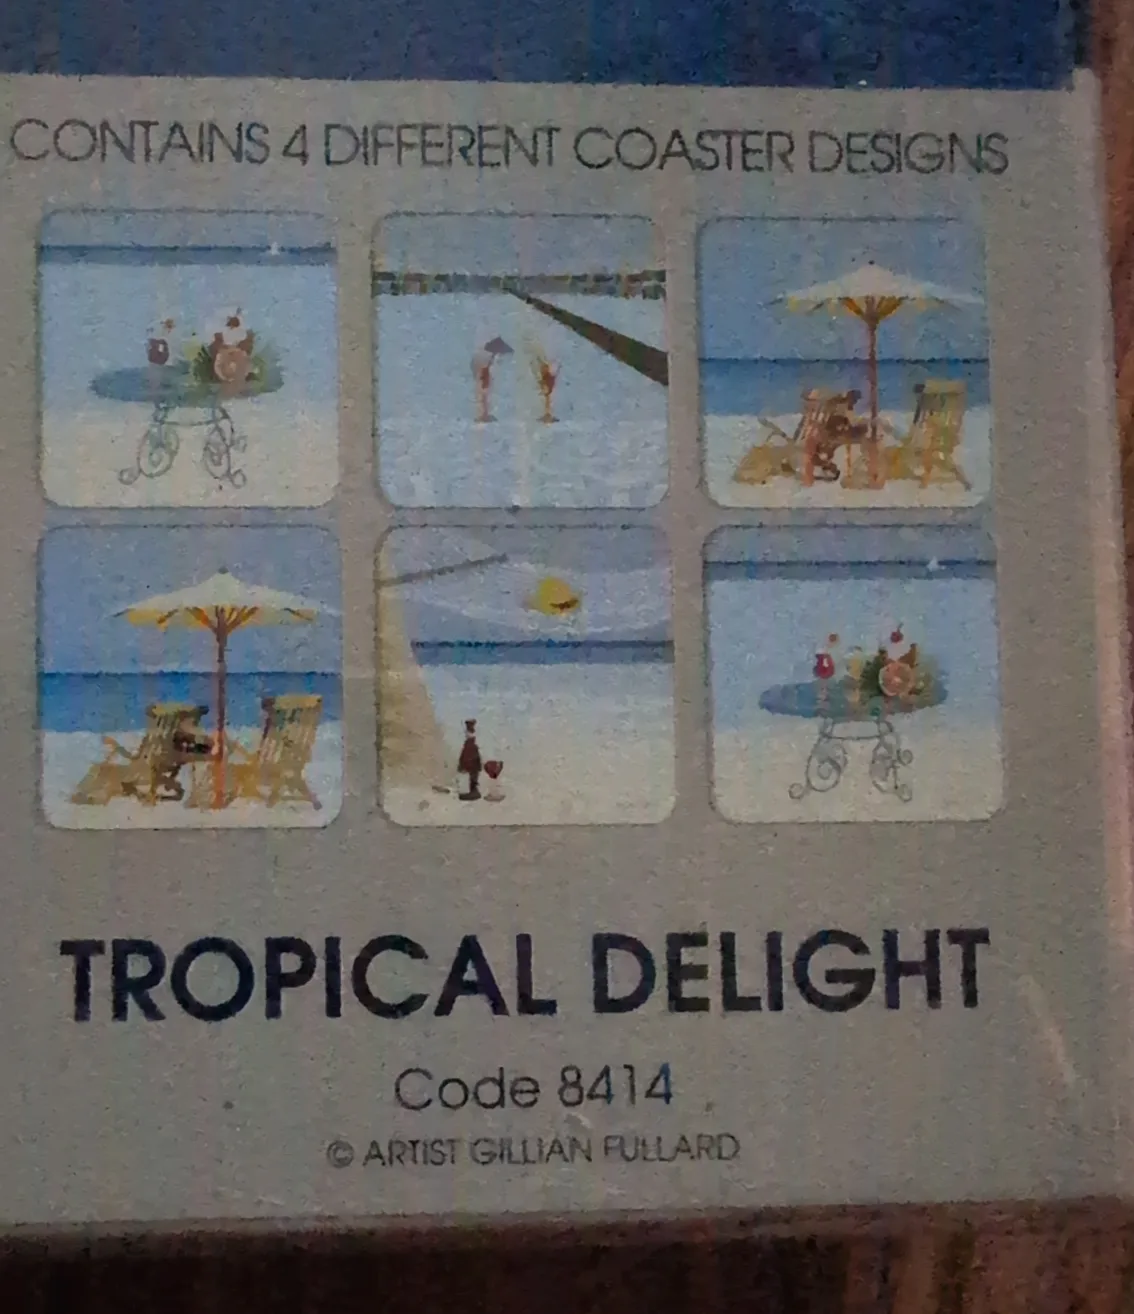 CONTAINS 4 DIFFERENT COASTER DESIGNS
TROPICAL DELIGHT
Code 8414
© ARTIST GILLIAN FULLARD